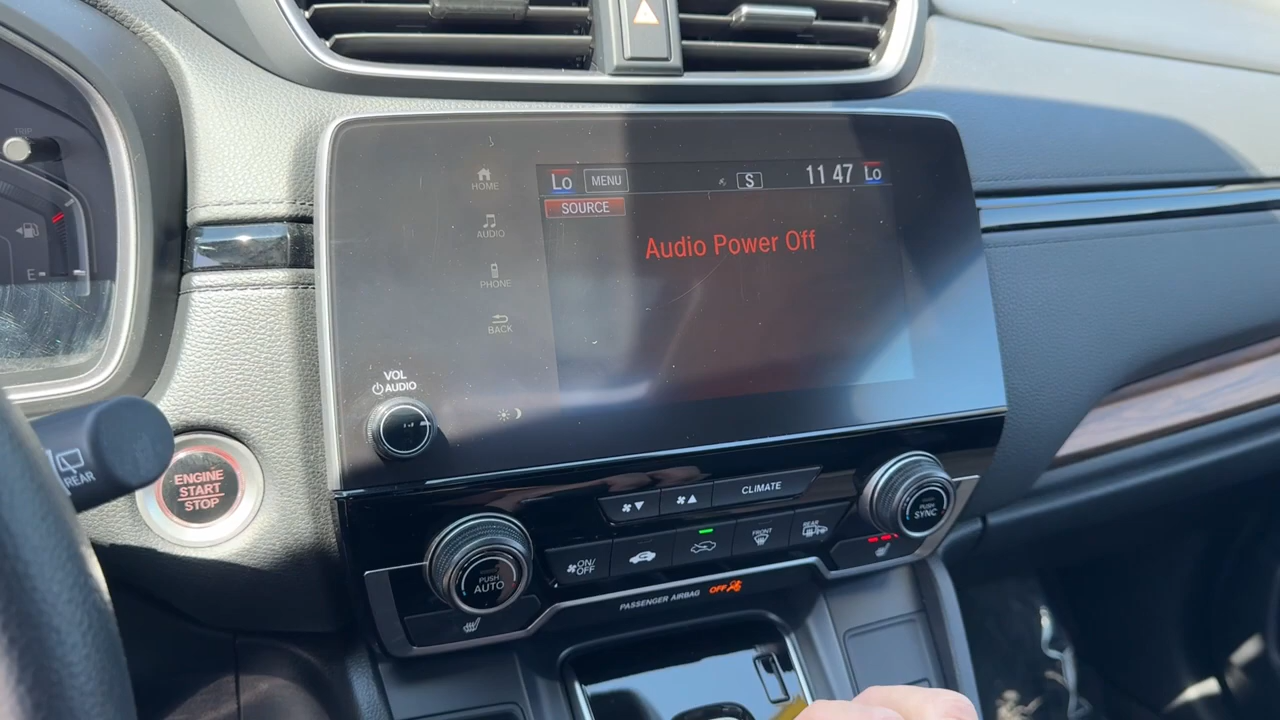 TRIP
E
HOME
AUDIO
PHONE
BACK
Lo MENU S 11 47 Lo
SOURCE
Audio Power Off
VOL
AUDIO
REAR
ENGINE
START
STOP
CLIMATE
PUSH
AUTO
ON/
OFF
FRONT
REAR
PUSH
SYNC
PASSENGER AIRBAG OFF